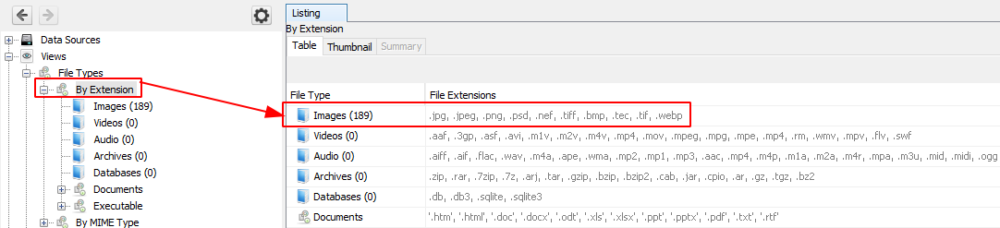 Listing
By Extension
Table Thumbnail Summary
Data Sources
Views
File Types
By Extension
Images (189)
Videos (0)
Audio (0)
Archives (0)
Databases (0)
Documents
Executable
By MIME Type
File Type File Extensions
Images (189) .jpg, .jpeg, .png, .psd, .nef, .tiff, .bmp, .tec, .tif, .webp
Videos (0) .aaf, .3gp, .asf, .avi, .m1v, .m2v, .m4v, .mp4, .mov, .mpeg, .mpg, .mpe, .mp4, .rm, .wmv, .mpv, .flv, .swf
Audio (0) .aiff, .aif, .flac, .wav, .m4a, .ape, .wma, .mp2, .mp1, .mp3, .aac, .mp4, .m4p, .m1a, .m2a, .m4r, .mpa, .m3u, .mid, .midi, .ogg
Archives (0) .zip, .rar, .7zip, .7z, .arj, .tar, .gzip, .bzip, .bzip2, .cab, .jar, .cpio, .ar, .gz, .tgz, .bz2
Databases (0) .db, .db3, .sqlite, .sqlite3
Documents '.htm', '.html', '.doc', '.docx', '.odt', '.xls', '.xlsx', '.ppt', '.pptx', '.pdf', '.txt', '.rtf'